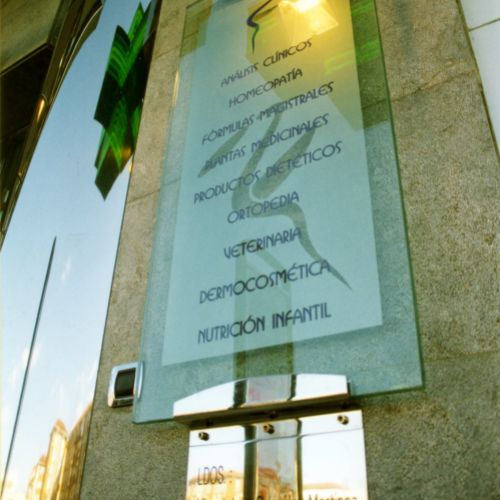 ANÁLISIS CLÍNICOS
HOMEOPATÍA
FÓRMULAS MAGISTRALES
PLANTAS MEDICINALES
PRODUCTOS DIETÉTICOS
ORTOPEDIA
VETERINARIA
DERMOCOSMÉTICA
NUTRICIÓN INFANTIL
LDOS.